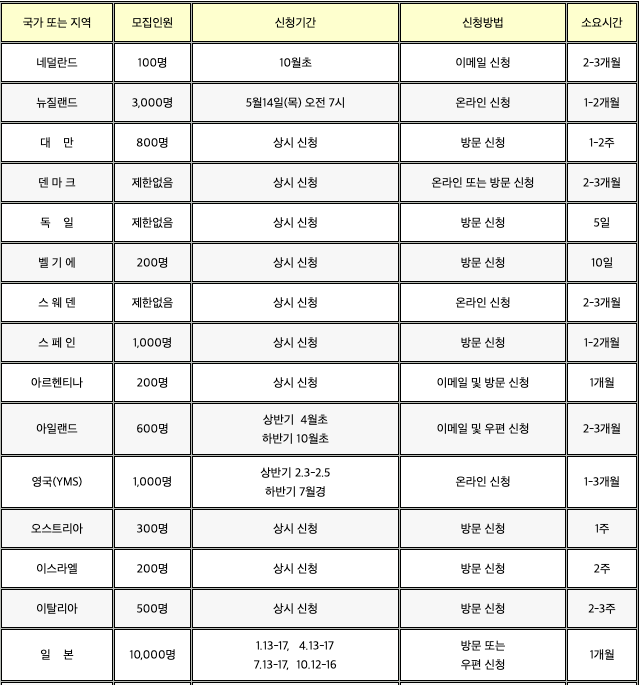 국가 또는 지역 모집인원 신청기간 신청방법 소요시간
네덜란드 100명 10월초 이메일 신청 2-3개월
뉴질랜드 3,000명 5월14일(목) 오전 7시 온라인 신청 1-2개월
대 만 800명 상시 신청 방문 신청 1-2주
덴 마 크 제한없음 상시 신청 온라인 또는 방문 신청 2-3개월
독 일 제한없음 상시 신청 방문 신청 5일
벨 기 에 200명 상시 신청 방문 신청 10일
스 웨 덴 제한없음 상시 신청 온라인 신청 2-3개월
스 페 인 1,000명 상시 신청 방문 신청 1-2개월
아르헨티나 200명 상시 신청 이메일 및 방문 신청 1개월
아일랜드 600명 상반기 4월초 이메일 및 우편 신청 2-3개월
하반기 10월초
영국(YMS) 1,000명 상반기 2.3-2.5 온라인 신청 1-3개월
하반기 7월경
오스트리아 300명 상시 신청 방문 신청 1주
이스라엘 200명 상시 신청 방문 신청 2주
이탈리아 500명 상시 신청 방문 신청 2-3주
일 본 10,000명 1.13-17, 4.13-17 방문 또는 1개월
7.13-17, 10.12-16 우편 신청